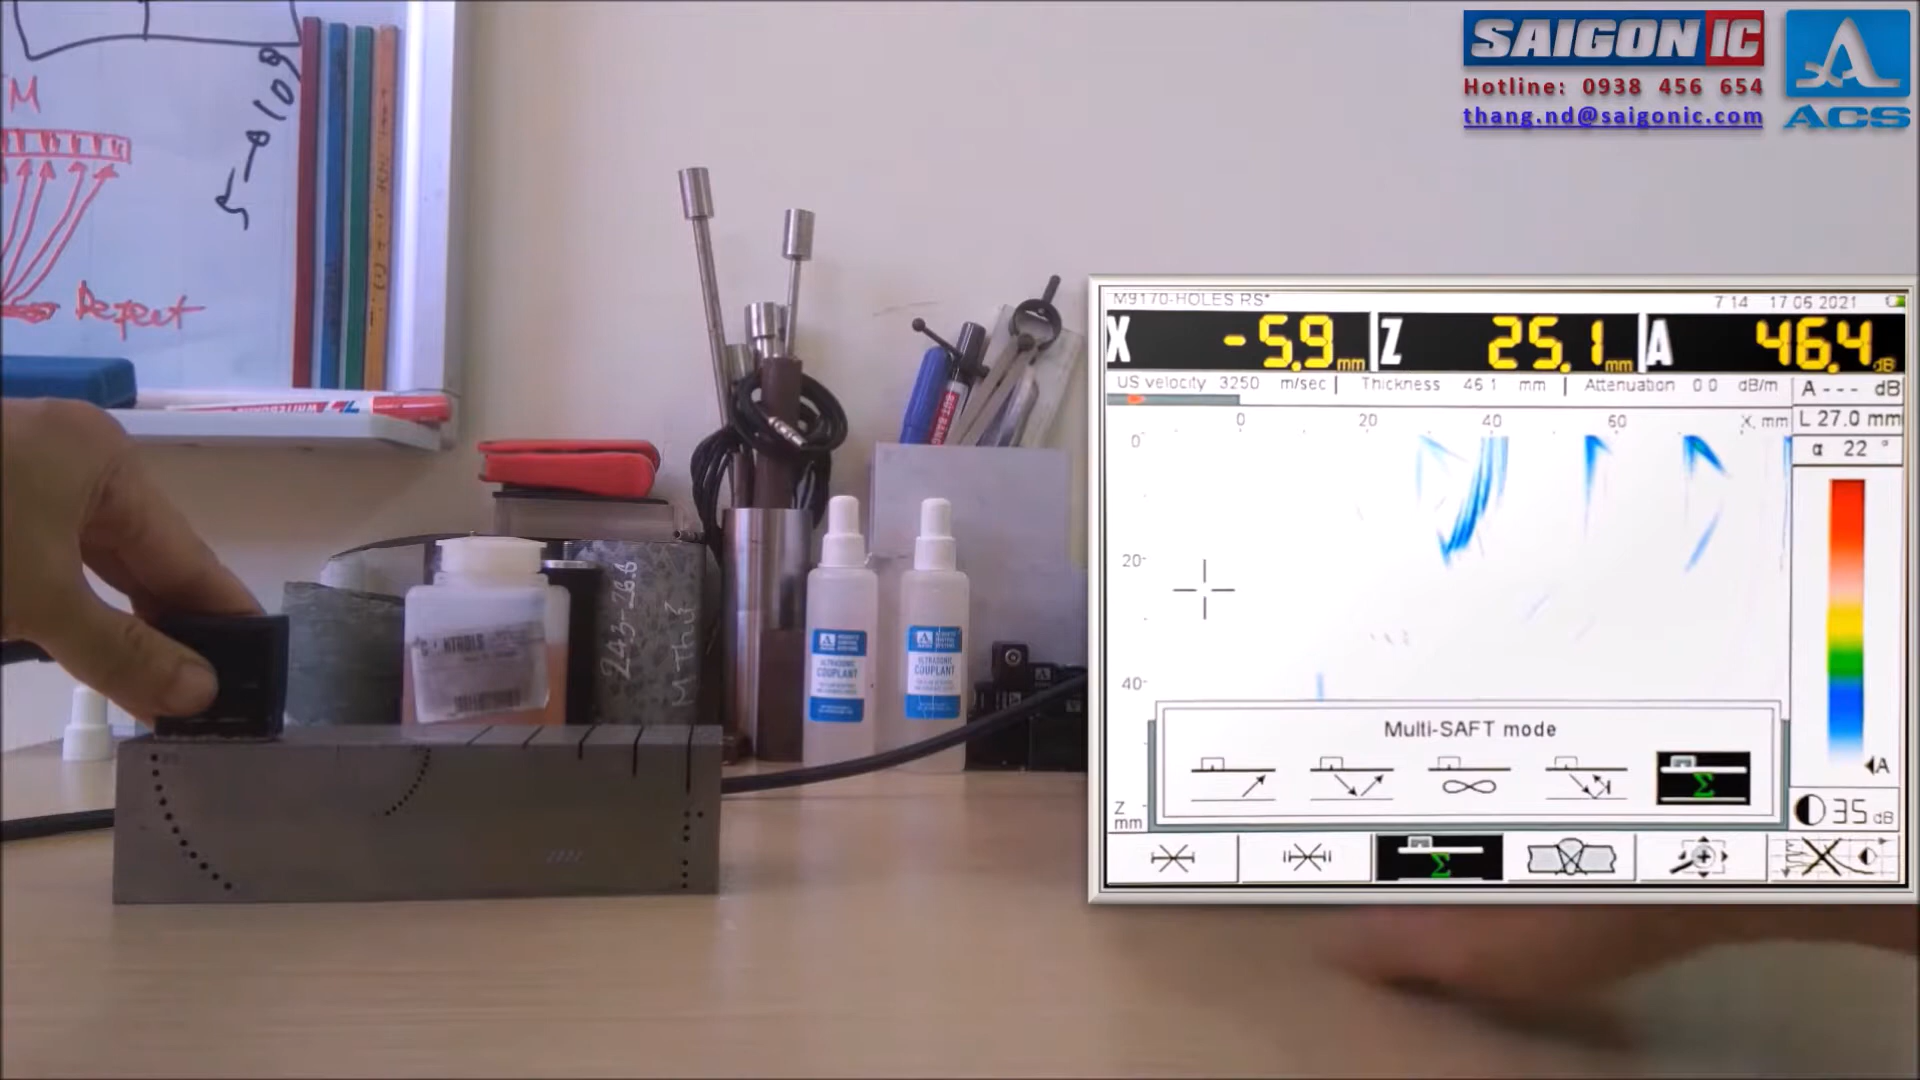 SAIGON IC
Hotline: 0938 456 654
thang.nd@saigonic.com
ACS
M
Defect
WHITEBOARD
ULTRASONIC
COUPLANT
ULTRASONIC
COUPLANT
M Thử
M9170-HOLES RS*
7 14 17 06 2021
X -5.9 mm
Z 25.1 mm
A 46.4 dB
US velocity 3250 m/sec
Thickness 46.1 mm
Attenuation 0.0 dB/m
A --- dB
L 27.0 mm
α 22 °
0 20 40 60 X, mm
0
20
40
Z
mm
Multi-SAFT mode
Σ
A
35 dB
Σ